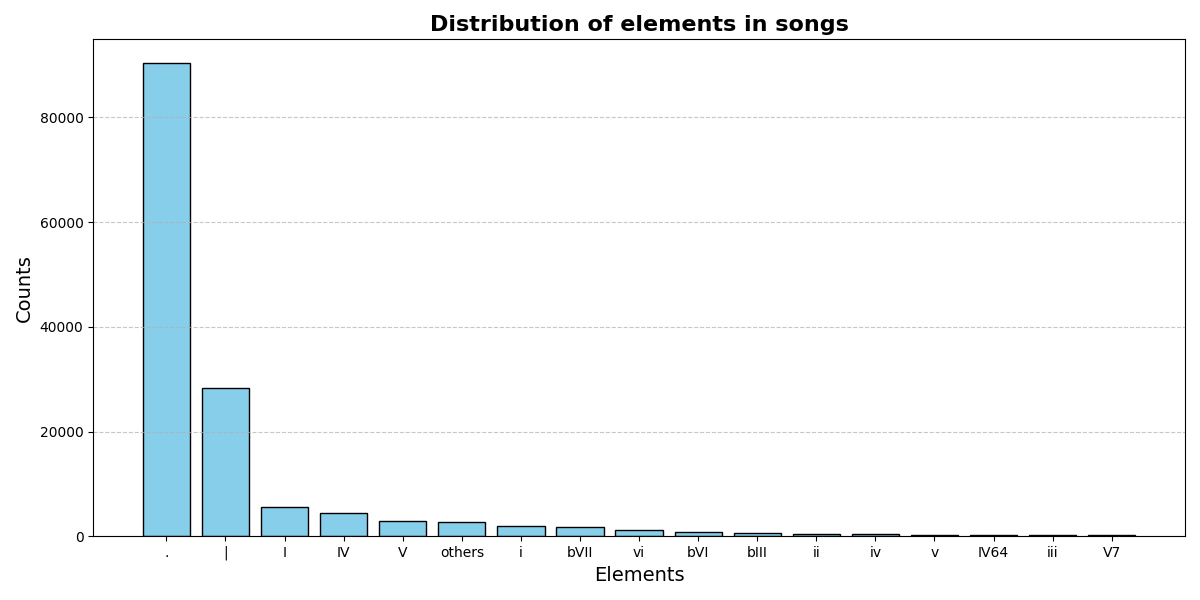 Distribution of elements in songs
Counts
80000
60000
40000
20000
0
. | I IV V others i bVII vi bVI bIII ii iv v IV64 iii V7
Elements